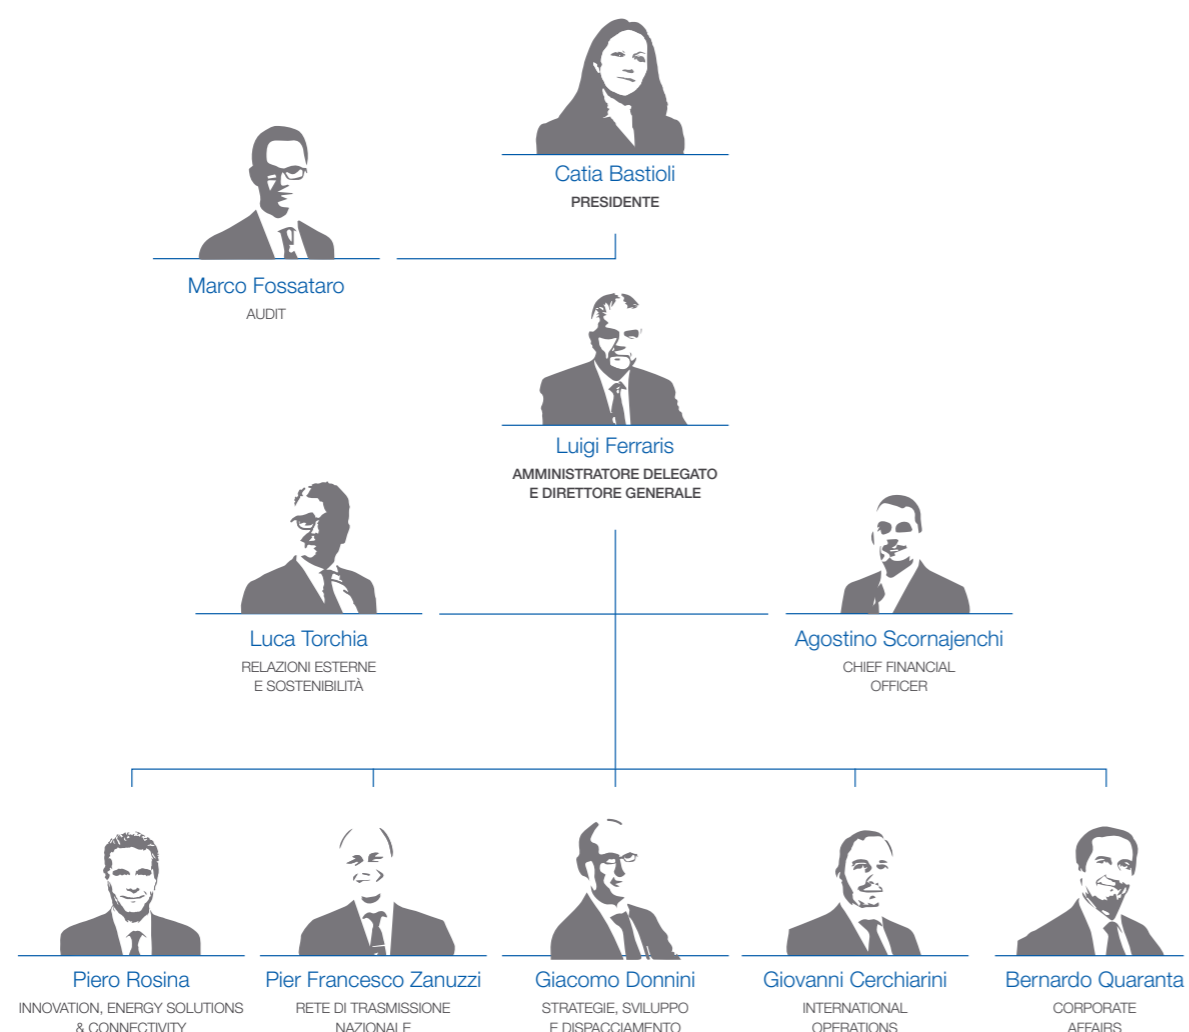 Catia Bastioli
PRESIDENTE
Marco Fossataro
AUDIT
Luigi Ferraris
AMMINISTRATORE DELEGATO
E DIRETTORE GENERALE
Luca Torchia
RELAZIONI ESTERNE
E SOSTENIBILITÀ
Agostino Scornajenchi
CHIEF FINANCIAL
OFFICER
Piero Rosina
INNOVATION, ENERGY SOLUTIONS
& CONNECTIVITY
Pier Francesco Zanuzzi
RETE DI TRASMISSIONE
NAZIONALE
Giacomo Donnini
STRATEGIE, SVILUPPO
E DISPACCIAMENTO
Giovanni Cerchiarini
INTERNATIONAL
OPERATIONS
Bernardo Quaranta
CORPORATE
AFFAIRS